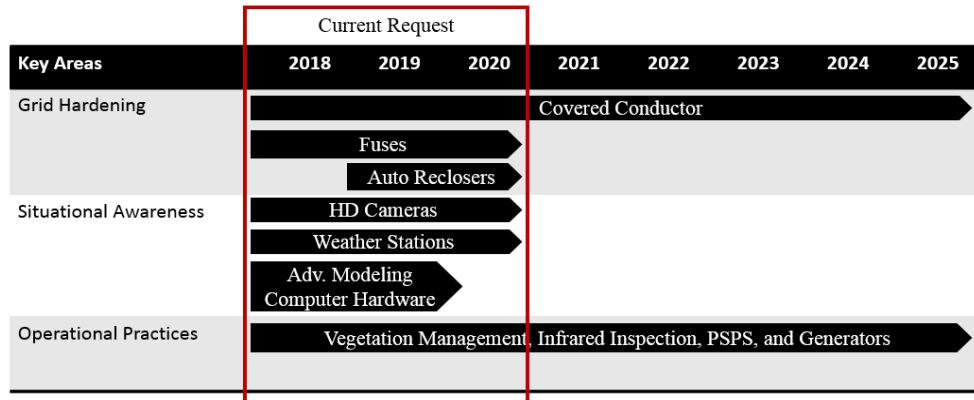 Current Request
Key Areas 2018 2019 2020 2021 2022 2023 2024 2025
Grid Hardening
Covered Conductor
Fuses
Auto Reclosers
Situational Awareness
HD Cameras
Weather Stations
Adv. Modeling
Computer Hardware
Operational Practices
Vegetation Management, Infrared Inspection, PSPS, and Generators